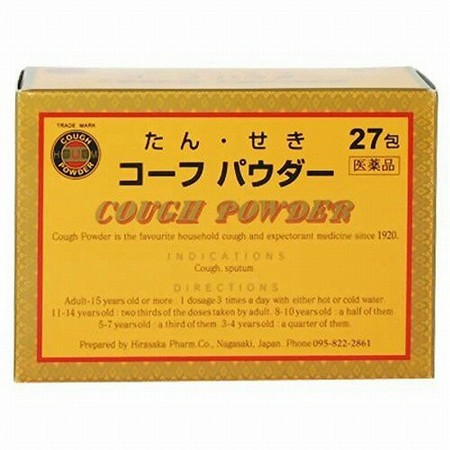 TRADE MARK
COUGH
POWDER
たん・せき
27包
コーフ パウダー
医薬品
COUGH POWDER
Cough Powder is the favourite household cough and expectorant medicine since 1920.
INDICATIONS
Cough. sputum
DIRECTIONS
Adult-15 years old or more : 1 dosage 3 times a day with either hot or cold water.
11-14 years old : two thirds of the doses taken by adult. 8-10 years old : a half of them
5-7 years old : a third of them. 3-4 years old : a quarter of them.
Prepared by Hirasaka Pharm.Co., Nagasaki, Japan. Phone 095-822-2861